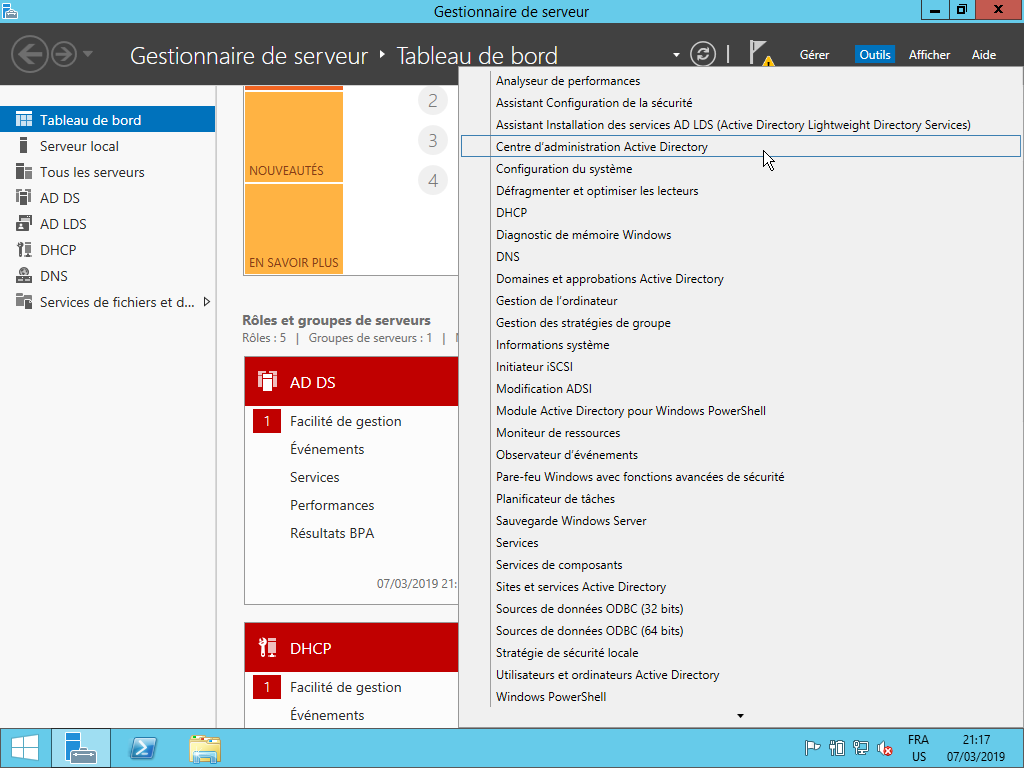 Gestionnaire de serveur
Gestionnaire de serveur ‣ Tableau de bord
Gérer
Outils
Afficher
Aide
Tableau de bord
Serveur local
Tous les serveurs
AD DS
AD LDS
DHCP
DNS
Services de fichiers et d...
NOUVEAUTÉS
EN SAVOIR PLUS
2
3
4
Rôles et groupes de serveurs
Rôles : 5 | Groupes de serveurs : 1 |
AD DS
1 Facilité de gestion
Événements
Services
Performances
Résultats BPA
07/03/2019 21:
DHCP
1 Facilité de gestion
Événements
Analyseur de performances
Assistant Configuration de la sécurité
Assistant Installation des services AD LDS (Active Directory Lightweight Directory Services)
Centre d'administration Active Directory
Configuration du système
Défragmenter et optimiser les lecteurs
DHCP
Diagnostic de mémoire Windows
DNS
Domaines et approbations Active Directory
Gestion de l'ordinateur
Gestion des stratégies de groupe
Informations système
Initiateur iSCSI
Modification ADSI
Module Active Directory pour Windows PowerShell
Moniteur de ressources
Observateur d'événements
Pare-feu Windows avec fonctions avancées de sécurité
Planificateur de tâches
Sauvegarde Windows Server
Services
Services de composants
Sites et services Active Directory
Sources de données ODBC (32 bits)
Sources de données ODBC (64 bits)
Stratégie de sécurité locale
Utilisateurs et ordinateurs Active Directory
Windows PowerShell
FRA
US
21:17
07/03/2019